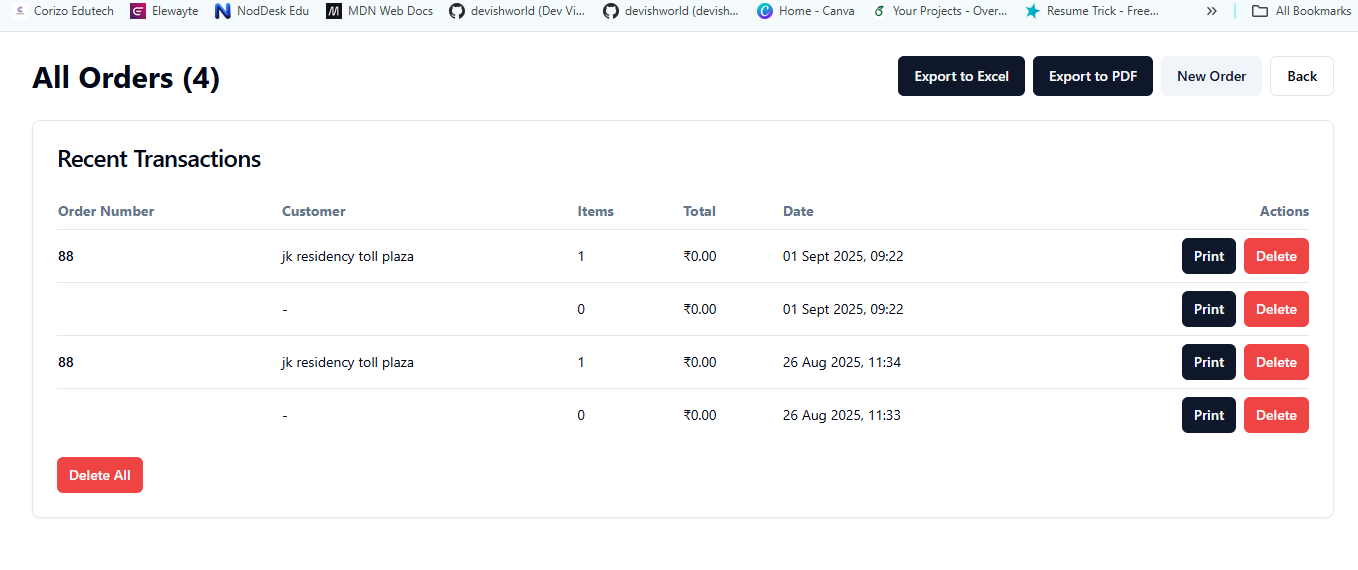 Corizo Edutech Elewayte NodDesk Edu MDN Web Docs devishworld (Dev Vi... devishworld (devish... Home - Canva Your Projects - Over... Resume Trick - Free... » All Bookmarks
All Orders (4) Export to Excel Export to PDF New Order Back
Recent Transactions
Order Number Customer Items Total Date Actions
88 jk residency toll plaza 1 ₹0.00 01 Sept 2025, 09:22 Print Delete
- 0 ₹0.00 01 Sept 2025, 09:22 Print Delete
88 jk residency toll plaza 1 ₹0.00 26 Aug 2025, 11:34 Print Delete
- 0 ₹0.00 26 Aug 2025, 11:33 Print Delete
Delete All